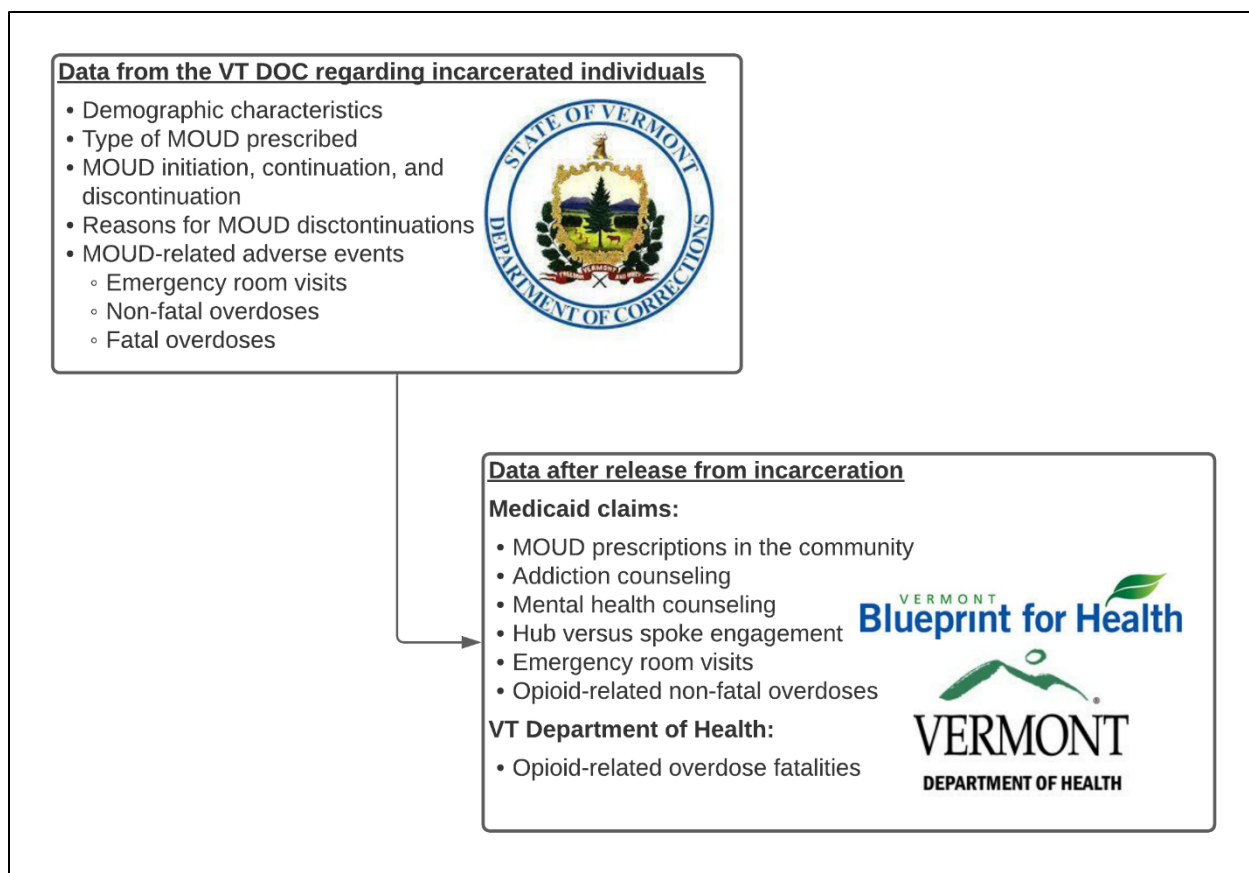 Data from the VT DOC regarding incarcerated individuals
• Demographic characteristics
• Type of MOUD prescribed
• MOUD initiation, continuation, and
discontinuation
• Reasons for MOUD disctontinuations
• MOUD-related adverse events
◦ Emergency room visits
◦ Non-fatal overdoses
◦ Fatal overdoses
STATE OF VERMONT
DEPARTMENT OF CORRECTIONS
FREEDOM VERMONT AND UNITY
Data after release from incarceration
Medicaid claims:
• MOUD prescriptions in the community
• Addiction counseling
• Mental health counseling
• Hub versus spoke engagement
• Emergency room visits
• Opioid-related non-fatal overdoses
VT Department of Health:
• Opioid-related overdose fatalities
VERMONT
Blueprint for Health
VERMONT®
DEPARTMENT OF HEALTH